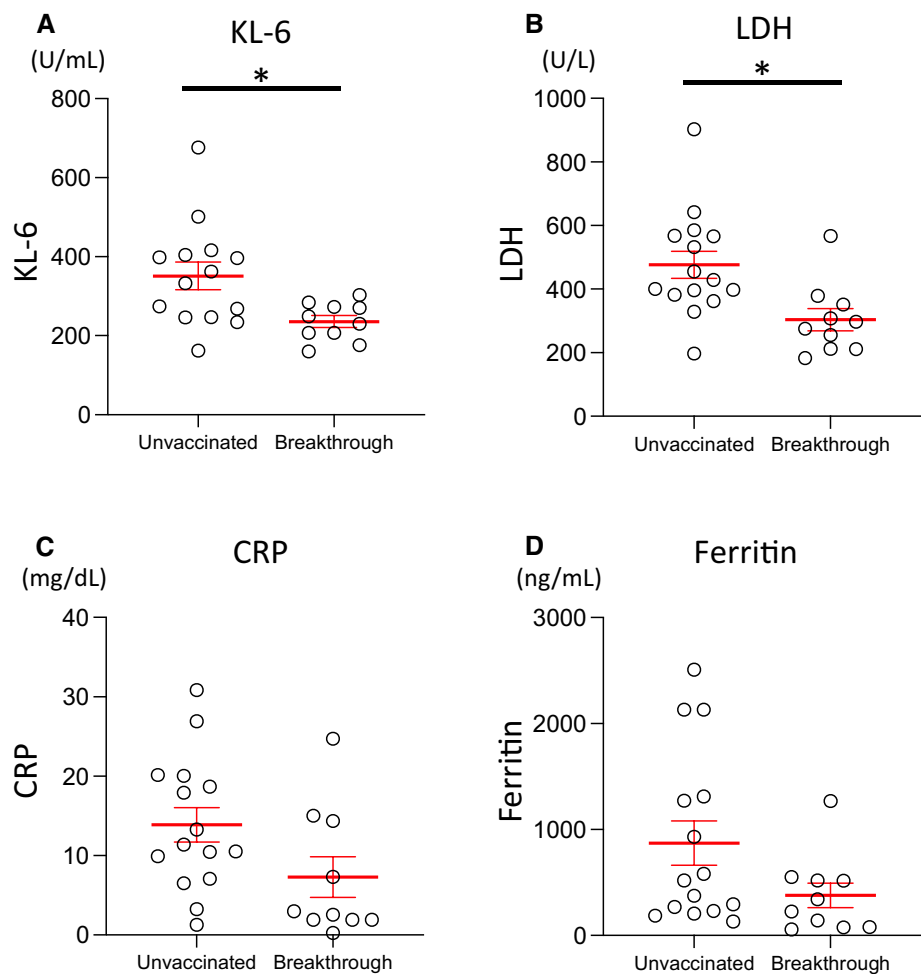 A
KL-6
(U/mL)
*
800
600
400
200
0
KL-6
Unvaccinated Breakthrough
B
LDH
(U/L)
*
1000
800
600
400
200
0
LDH
Unvaccinated Breakthrough
C
CRP
(mg/dL)
40
30
20
10
0
CRP
Unvaccinated Breakthrough
D
Ferritin
(ng/mL)
3000
2000
1000
0
Ferritin
Unvaccinated Breakthrough